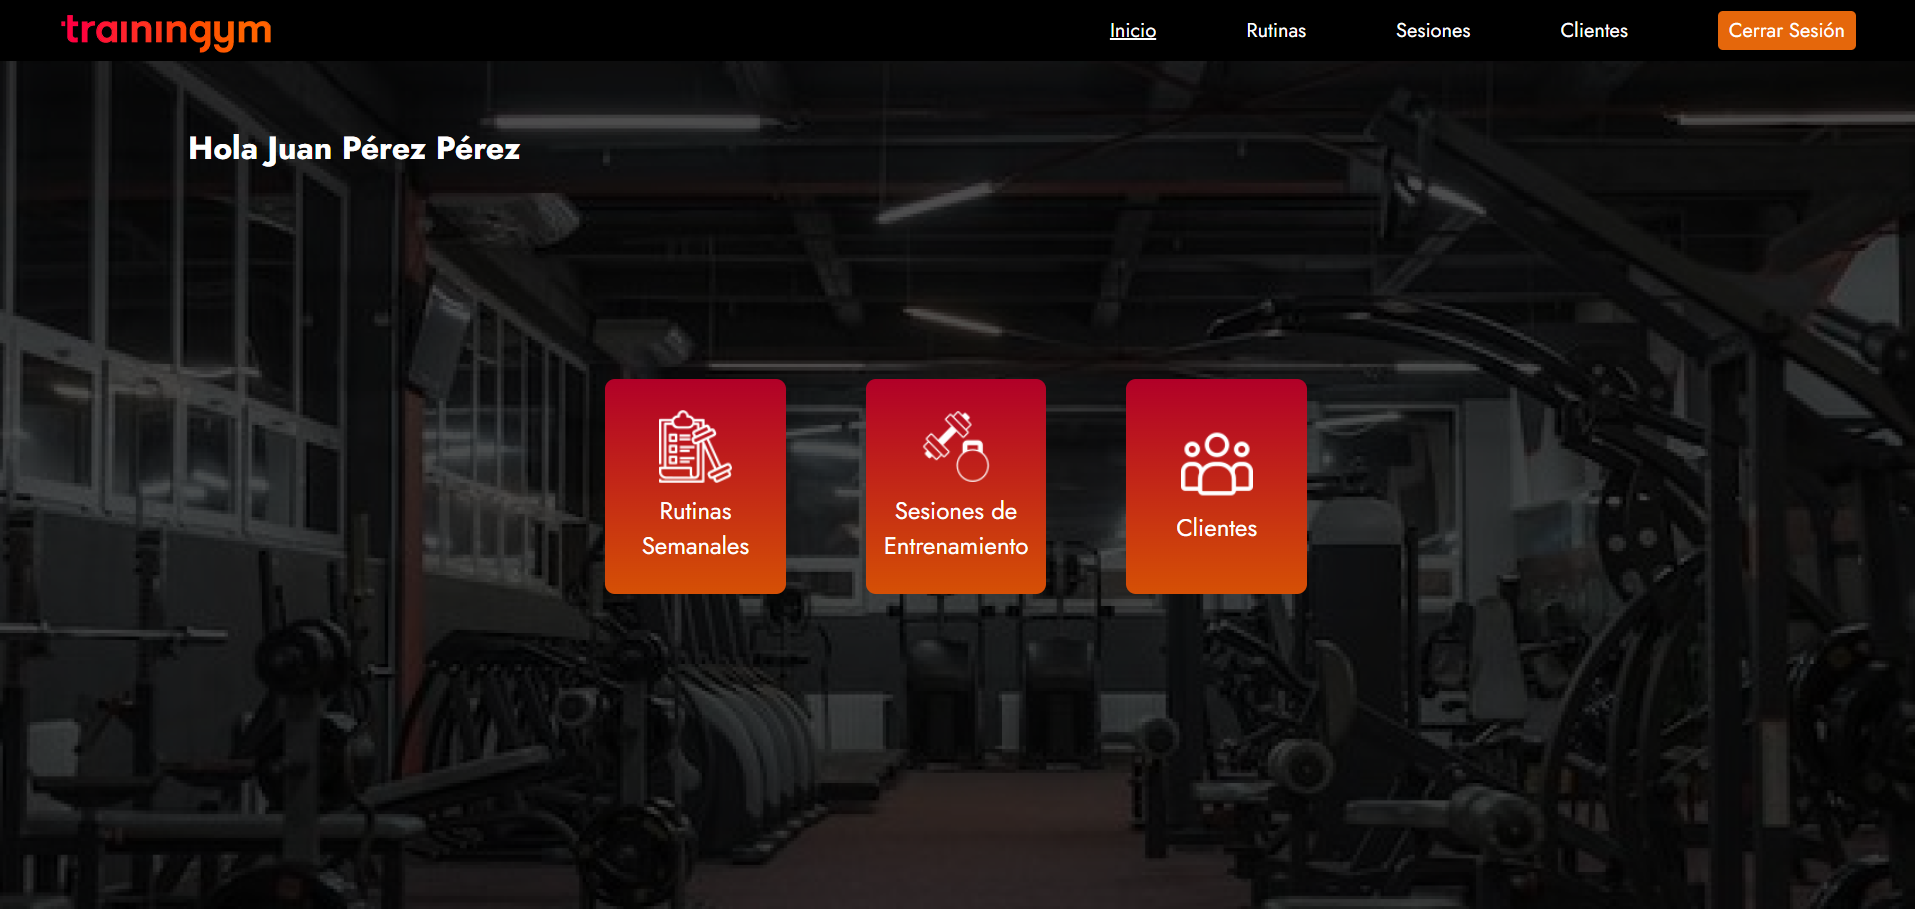 trainingym
Inicio
Rutinas
Sesiones
Clientes
Cerrar Sesión
Hola Juan Pérez Pérez
Rutinas
Semanales
Sesiones de
Entrenamiento
Clientes